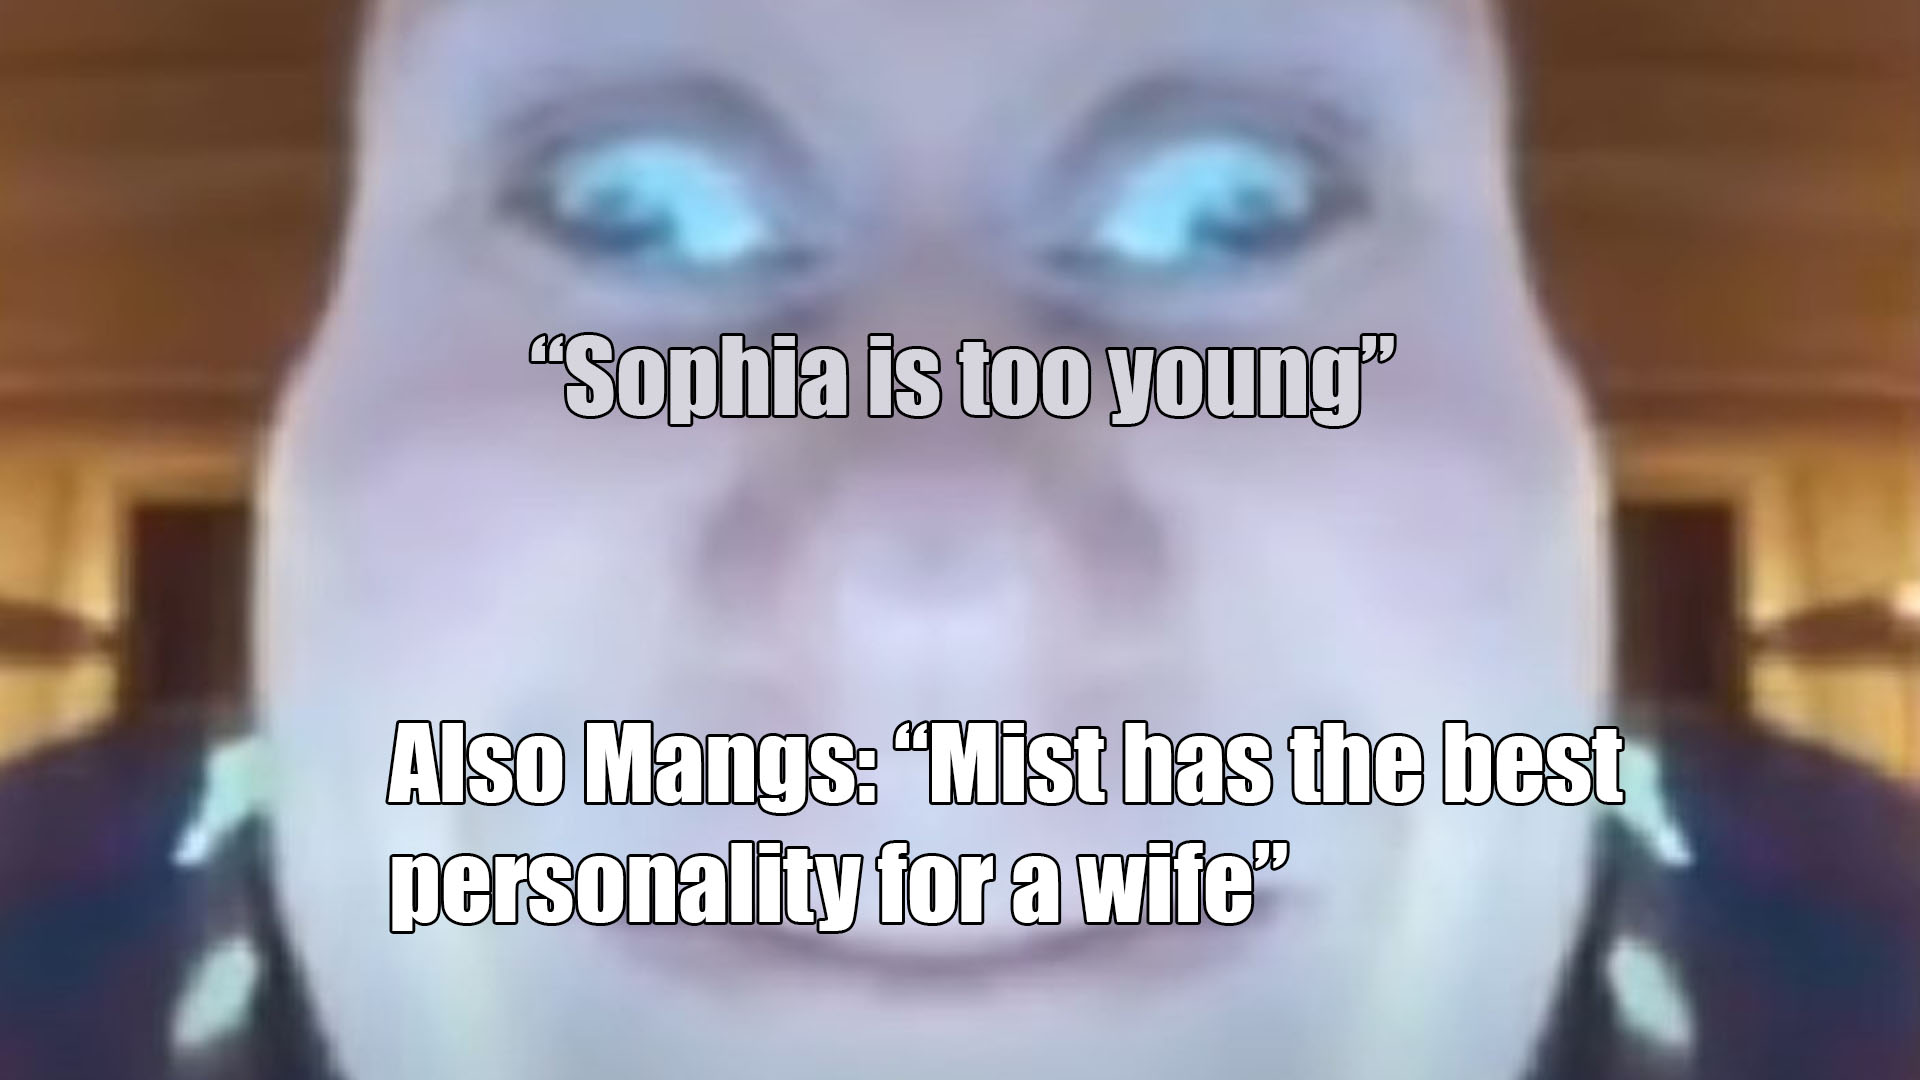 “Sophia is too young”
Also Mangs: “Mist has the best
personality for a wife”